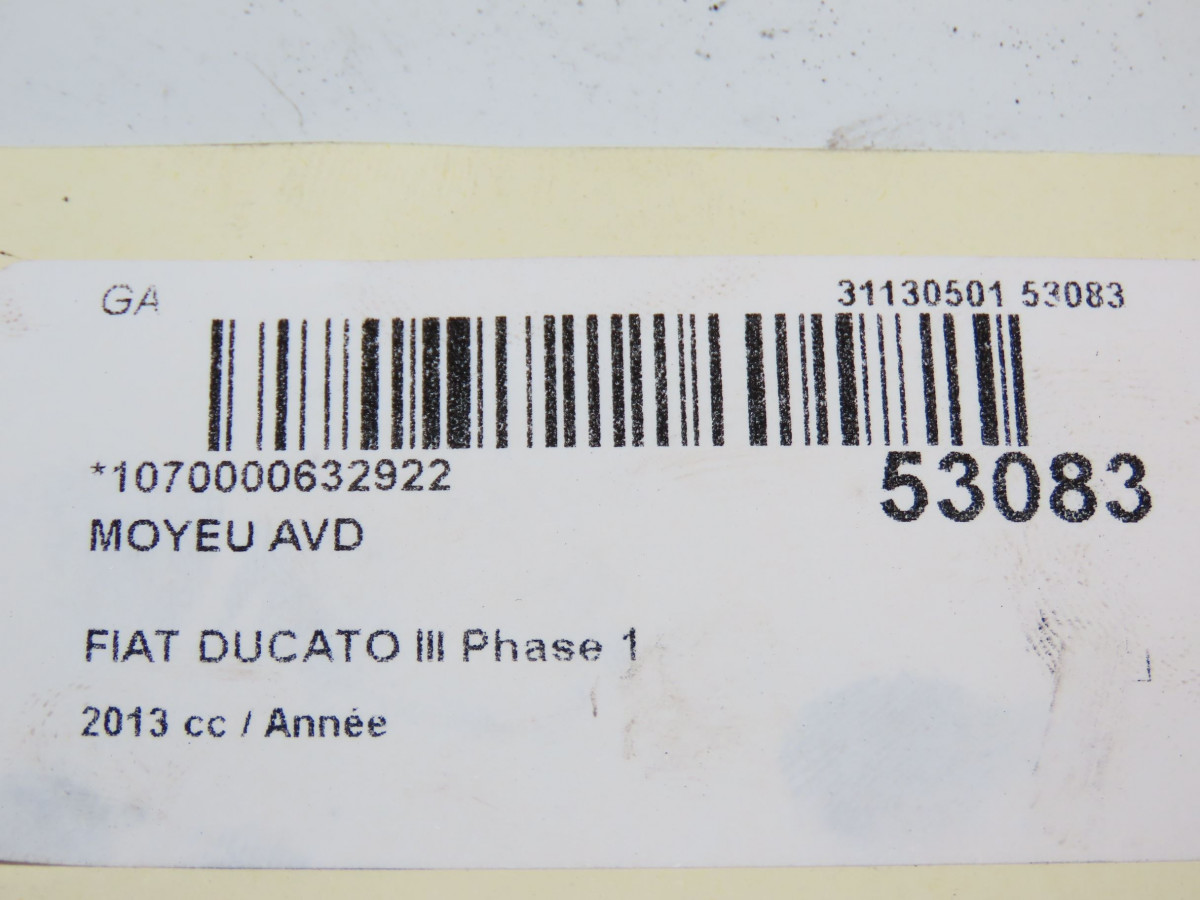 GA
31130501 53083
*1070000632922
53083
MOYEU AVD
FIAT DUCATO III Phase 1
2013 cc / Année